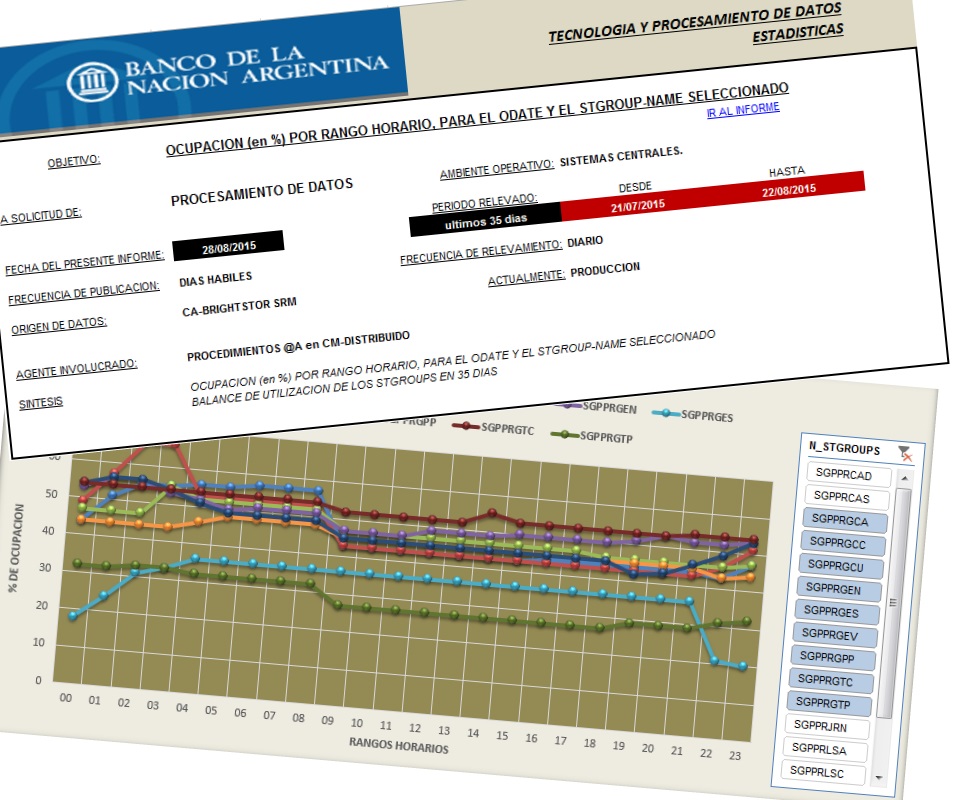 TECNOLOGIA Y PROCESAMIENTO DE DATOS
ESTADISTICAS
BANCO DE LA
NACION ARGENTINA
OBJETIVO:
OCUPACION (en %) POR RANGO HORARIO, PARA EL ODATE Y EL STGROUP-NAME SELECCIONADO
IR AL INFORME
A SOLICITUD DE:
PROCESAMIENTO DE DATOS
AMBIENTE OPERATIVO: SISTEMAS CENTRALES.
PERIODO RELEVADO:
DESDE
HASTA
ultimos 35 dias
21/07/2015
22/08/2015
FECHA DEL PRESENTE INFORME:
28/08/2015
FRECUENCIA DE RELEVAMIENTO: DIARIO
FRECUENCIA DE PUBLICACION:
DIAS HABILES
ACTUALMENTE: PRODUCCION
ORIGEN DE DATOS:
CA-BRIGHTSTOR SRM
AGENTE INVOLUCRADO:
PROCEDIMIENTOS @A en CM-DISTRIBUIDO
SINTESIS
OCUPACION (en %) POR RANGO HORARIO, PARA EL ODATE Y EL STGROUP-NAME SELECCIONADO
BALANCE DE UTILIZACION DE LOS STGROUPS EN 35 DIAS
SGPPRGEN
SGPPRGES
SGPPRGTC
SGPPRGTP
% DE OCUPACION
50
40
30
20
10
0
00 01 02 03 04 05 06 07 08 09 10 11 12 13 14 15 16 17 18 19 20 21 22 23
RANGOS HORARIOS
N_STGROUPS
SGPPRCAD
SGPPRCAS
SGPPRGCA
SGPPRGCC
SGPPRGCU
SGPPRGEN
SGPPRGES
SGPPRGEV
SGPPRGPP
SGPPRGTC
SGPPRGTP
SGPPRJRN
SGPPRLSA
SGPPRLSC